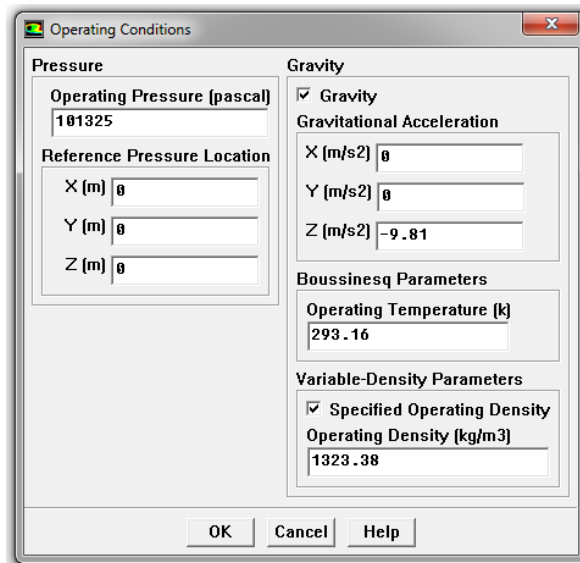 Operating Conditions
Pressure
Operating Pressure (pascal)
101325
Reference Pressure Location
X (m) 0
Y (m) 0
Z (m) 0
Gravity
Gravity
Gravitational Acceleration
X (m/s2) 0
Y (m/s2) 0
Z (m/s2) -9.81
Boussinesq Parameters
Operating Temperature (k)
293.16
Variable-Density Parameters
Specified Operating Density
Operating Density (kg/m3)
1323.38
OK Cancel Help